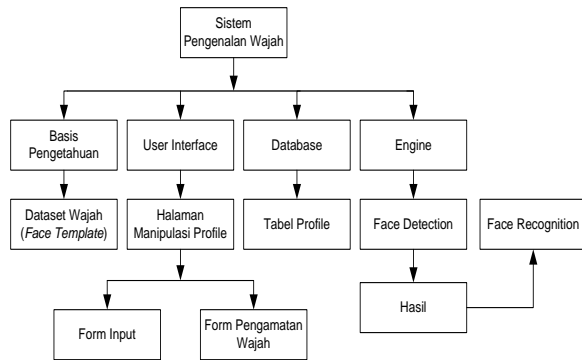 Sistem
Pengenalan Wajah
Basis
Pengetahuan
User Interface
Database
Engine
Dataset Wajah
(Face Template)
Halaman
Manipulasi Profile
Tabel Profile
Face Detection
Face Recognition
Form Input
Form Pengamatan
Wajah
Hasil